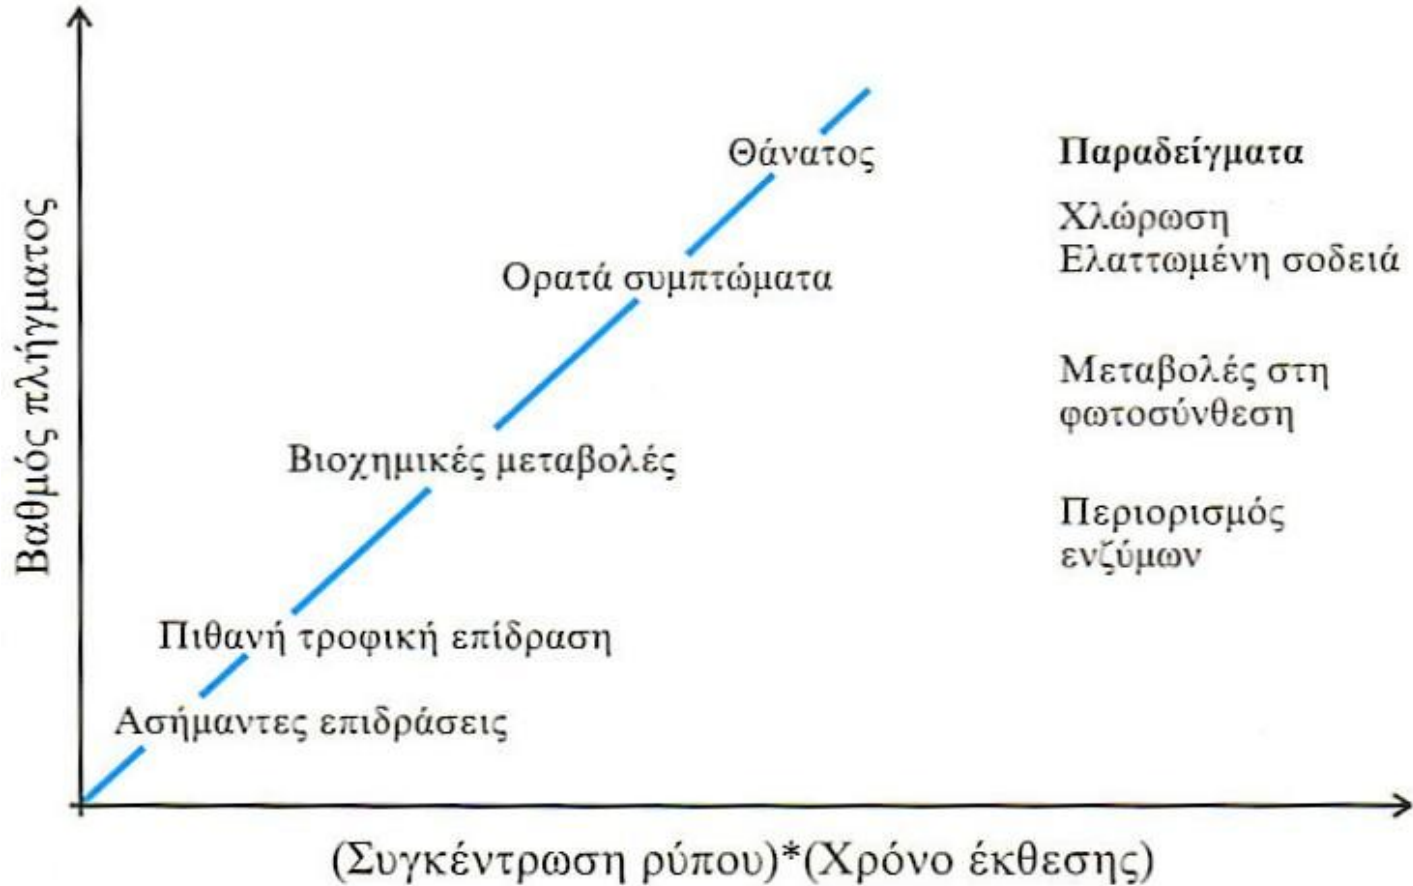 Βαθμός πλήγματος
Θάνατος
Ορατά συμπτώματα
Βιοχημικές μεταβολές
Πιθανή τροφική επίδραση
Ασήμαντες επιδράσεις
(Συγκέντρωση ρύπου)*(Χρόνο έκθεσης)
Παραδείγματα
Χλώρωση
Ελαττωμένη σοδειά
Μεταβολές στη
φωτοσύνθεση
Περιορισμός
ενζύμων